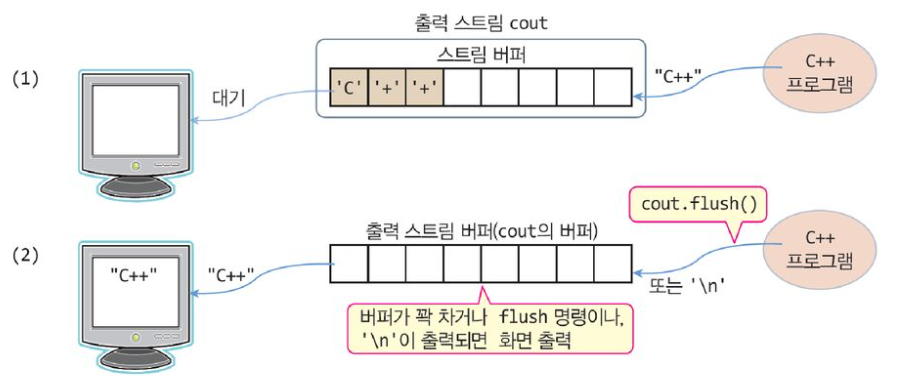 출력 스트림 cout
스트림 버퍼
(1)
대기
'C' '+' '+'
"C++"
C++
프로그램
cout.flush()
출력 스트림 버퍼(cout의 버퍼)
(2)
"C++"
"C++"
또는 '\n'
C++
프로그램
버퍼가 꽉 차거나 flush 명령이나,
'\n'이 출력되면 화면 출력